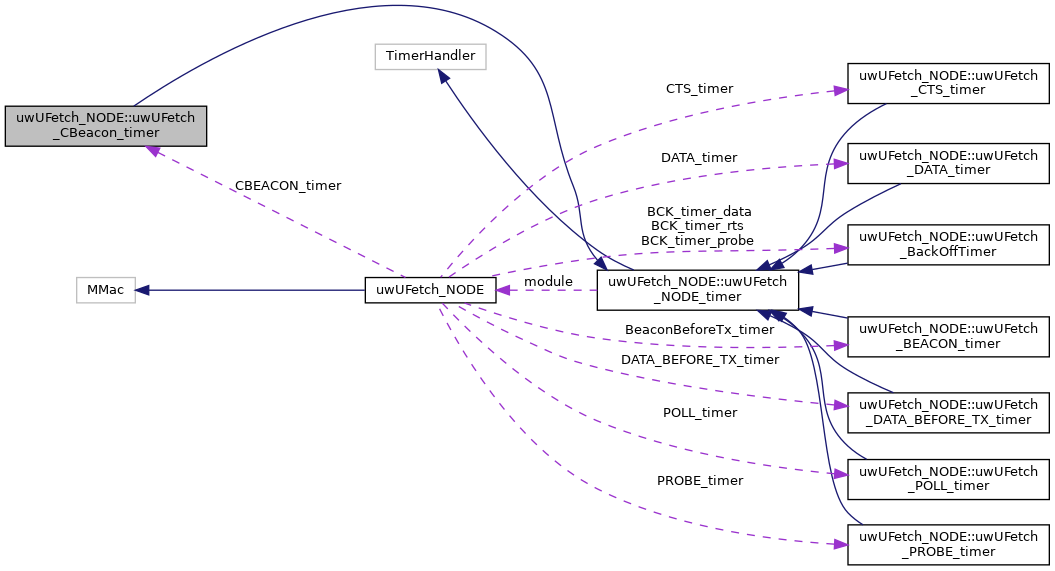 TimerHandler
uwUFetch_NODE::uwUFetch
_CTS_timer
CTS_timer
uwUFetch_NODE::uwUFetch
_CBeacon_timer
DATA_timer
uwUFetch_NODE::uwUFetch
_DATA_timer
CBEACON_timer
BCK_timer_data
BCK_timer_rts
BCK_timer_probe
uwUFetch_NODE::uwUFetch
_BackOffTimer
MMac
uwUFetch_NODE
module
uwUFetch_NODE::uwUFetch
_NODE_timer
BeaconBeforeTx_timer
uwUFetch_NODE::uwUFetch
_BEACON_timer
DATA_BEFORE_TX_timer
uwUFetch_NODE::uwUFetch
_DATA_BEFORE_TX_timer
POLL_timer
uwUFetch_NODE::uwUFetch
_POLL_timer
PROBE_timer
uwUFetch_NODE::uwUFetch
_PROBE_timer